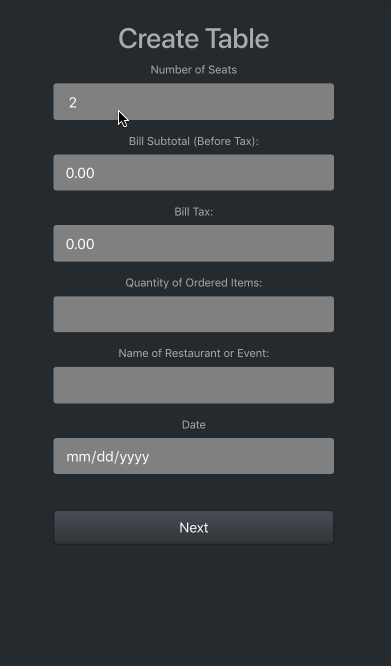 Create Table
Number of Seats
2
Bill Subtotal (Before Tax):
0.00
Bill Tax:
0.00
Quantity of Ordered Items:
Name of Restaurant or Event:
Date
mm/dd/yyyy
Next